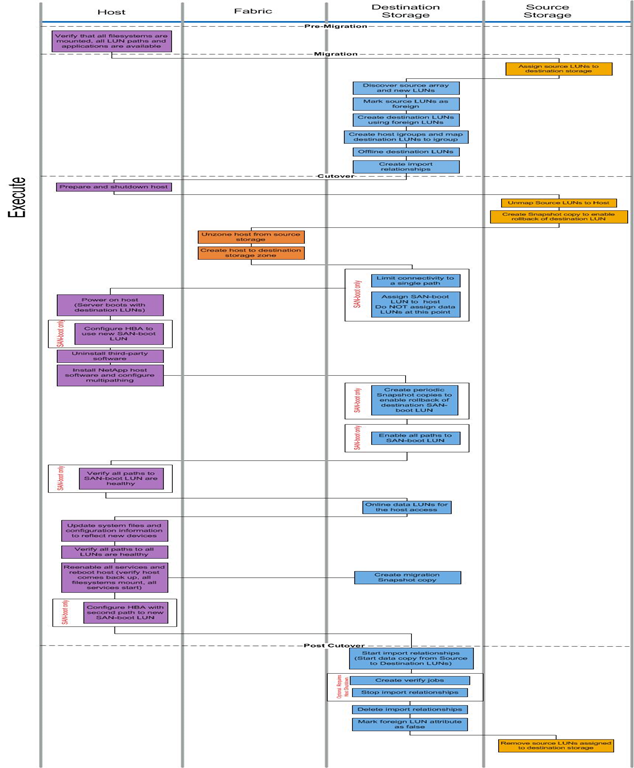 Host
Fabric
Destination
Storage
Source
Storage
Pre-Migration
Verify that all filesystems are
mounted, all LUN paths and
applications are available
Migration
Assign source LUNs to
destination storage
Discover source array
and new LUNs
Mark source LUNs as
foreign
Create destination LUNs
using foreign LUNs
Create host igroups and map
destination LUNs to igroup
Offline destination LUNs
Create import
relationships
Execute
Cutover
Prepare and shutdown host
Unmap Source LUNs to Host
Create Snapshot copy to enable
rollback of destination LUN
Unzone host from source
storage
Create host to destination
storage zone
SAN-boot only
Limit connectivity to
a single path
Assign SAN-boot
LUN to host
Do NOT assign data
LUNs at this point
Power on host
(Server boots with
destination LUNs)
SAN-boot only
Configure HBA to
use new SAN-boot
LUN
Uninstall third-party
software
Install NetApp host
software and configure
multipathing
SAN-boot only
Create periodic
Snapshot copies to
enable rollback of
destination SAN-
boot LUN
SAN-boot only
Enable all paths to
SAN-boot LUN
SAN-boot only
Verify all paths to
SAN-boot LUN are
healthy
Online data LUNs for
the host access
Update system files and
configuration information
to reflect new devices
Verify all paths to all
LUNs are healthy
Reenable all services and
reboot host (verify host
comes back up, all
filesystems mount, all
services start)
Create migration
Snapshot copy
SAN-boot only
Configure HBA with
second path to new
SAN-boot LUN
Post Cutover
Start import relationships
(Start data copy from Source
to Destination LUNs)
Optional. Requires
Host Shutdown
Create verify jobs
Stop import relationships
Delete import relationships
Mark foreign LUN attribute
as false
Remove source LUNs assigned
to destination storage